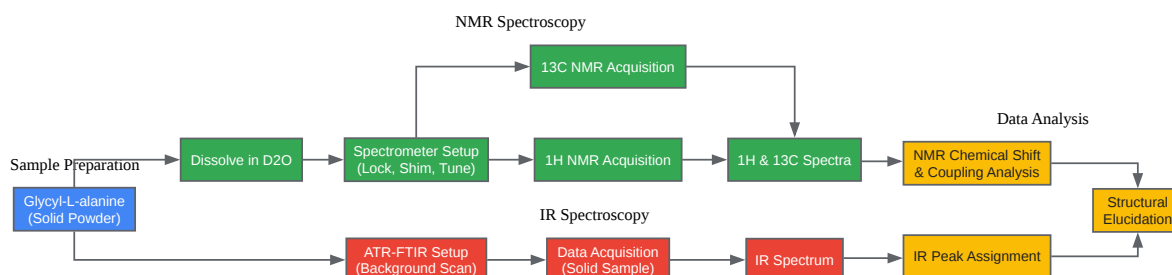 NMR Spectroscopy
13C NMR Acquisition
Data Analysis
Sample Preparation
Dissolve in D2O
Spectrometer Setup
(Lock, Shim, Tune)
1H NMR Acquisition
1H & 13C Spectra
NMR Chemical Shift
& Coupling Analysis
Glycyl-L-alanine
(Solid Powder)
Structural
Elucidation
IR Spectroscopy
ATR-FTIR Setup
(Background Scan)
Data Acquisition
(Solid Sample)
IR Spectrum
IR Peak Assignment